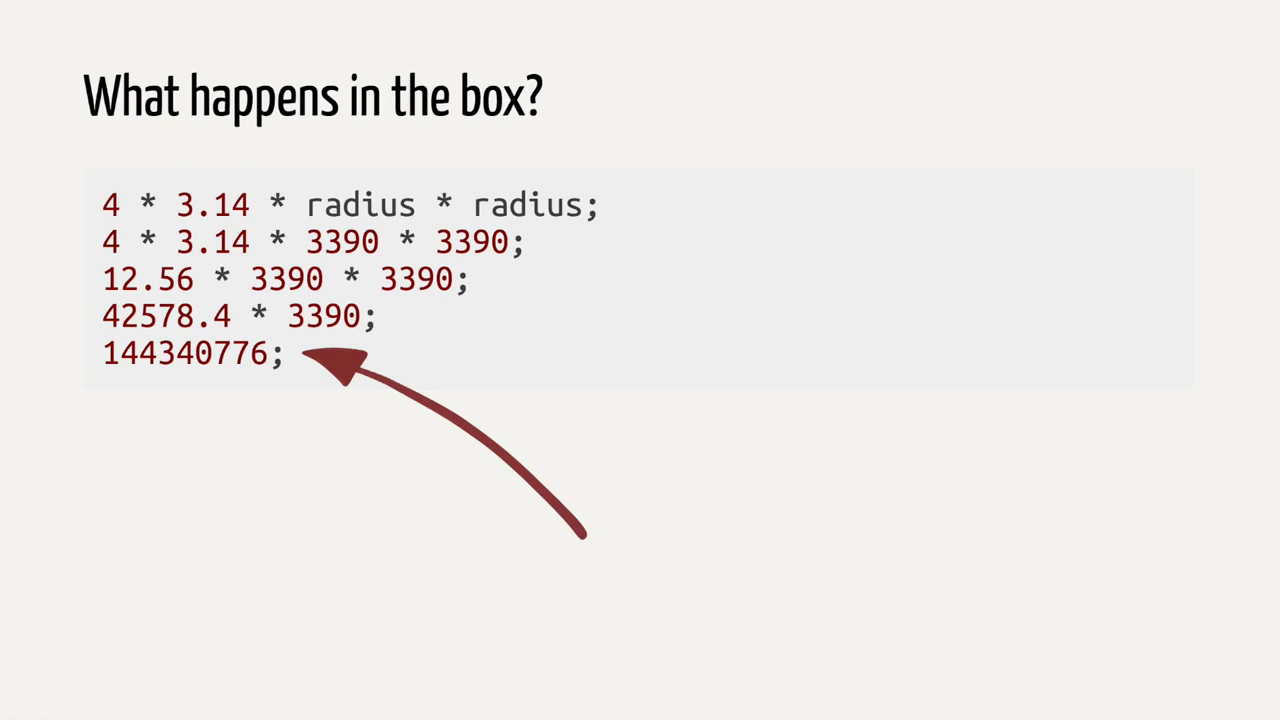 What happens in the box?
4 * 3.14 * radius * radius;
4 * 3.14 * 3390 * 3390;
12.56 * 3390 * 3390;
42578.4 * 3390;
144340776;